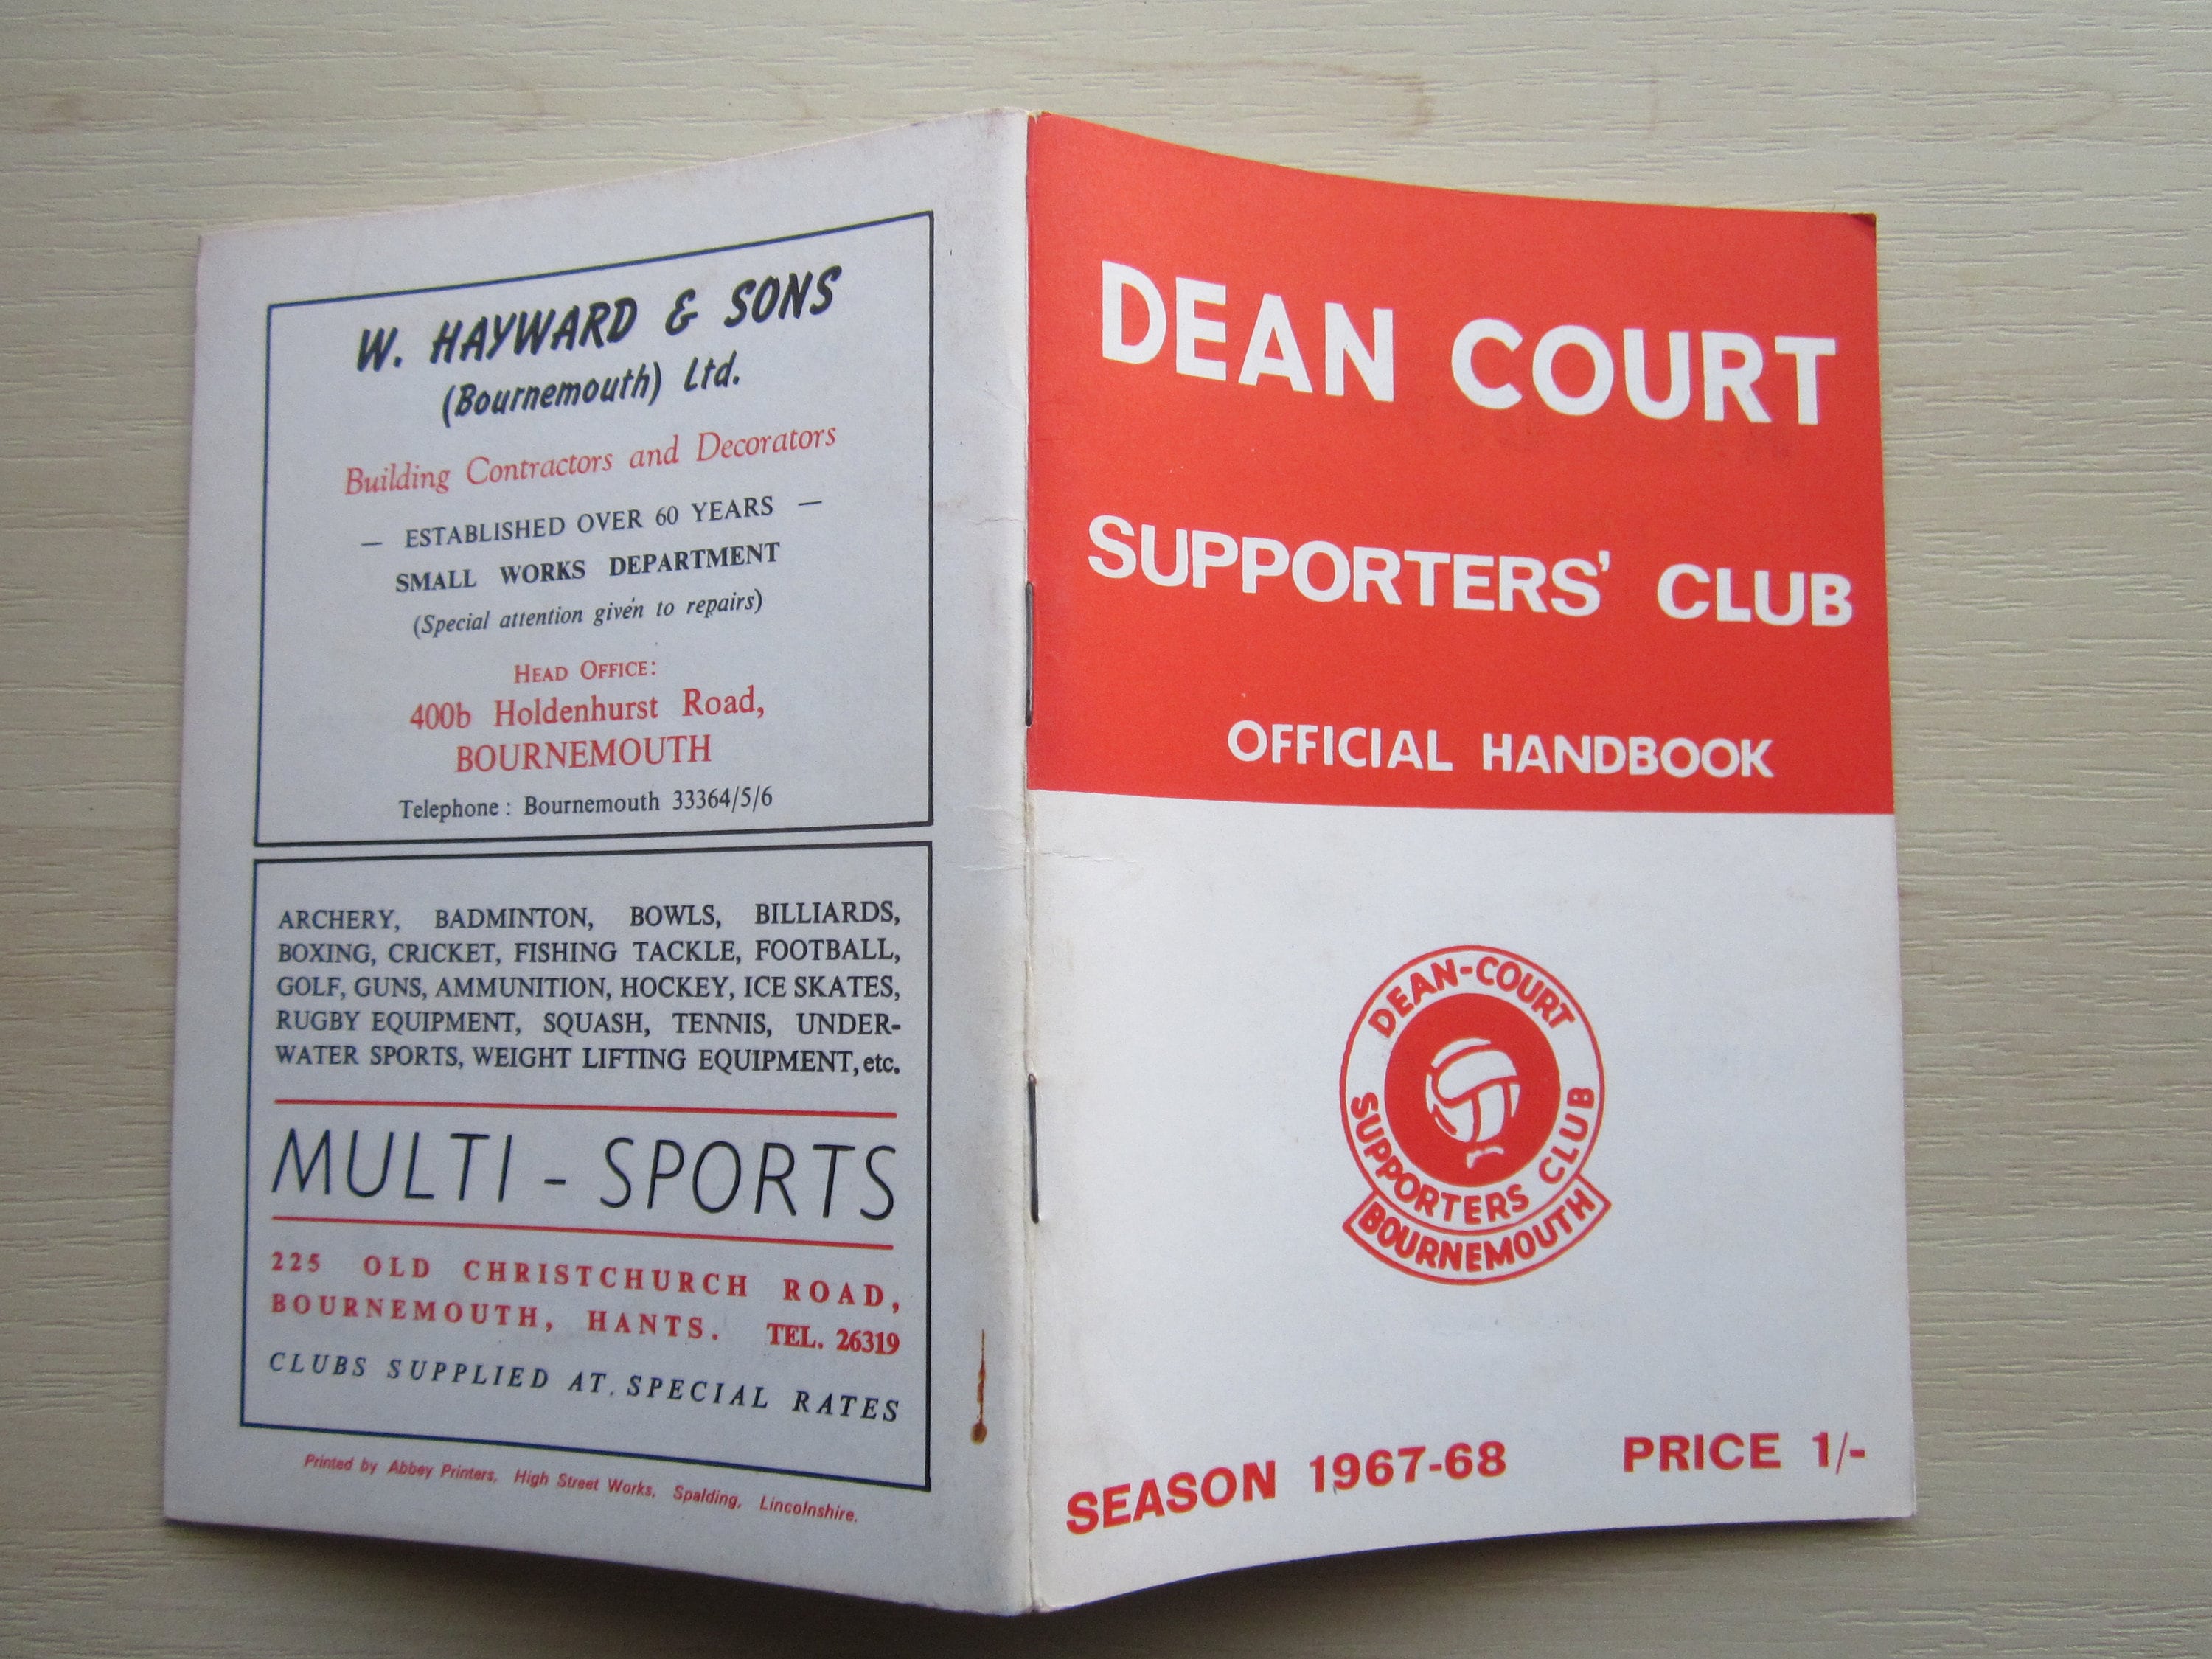 W. HAYWARD & SONS
(Bournemouth) Ltd.
Building Contractors and Decorators
— ESTABLISHED OVER 60 YEARS —
SMALL WORKS DEPARTMENT
(Special attention given to repairs)
HEAD OFFICE:
400b Holdenhurst Road,
BOURNEMOUTH
Telephone : Bournemouth 33364/5/6
ARCHERY, BADMINTON, BOWLS, BILLIARDS,
BOXING, CRICKET, FISHING TACKLE, FOOTBALL,
GOLF, GUNS, AMMUNITION, HOCKEY, ICE SKATES,
RUGBY EQUIPMENT, SQUASH, TENNIS, UNDER-
WATER SPORTS, WEIGHT LIFTING EQUIPMENT, etc.
MULTI - SPORTS
225 OLD CHRISTCHURCH ROAD,
BOURNEMOUTH, HANTS. TEL. 26319
CLUBS SUPPLIED AT SPECIAL RATES
Printed by Abbey Printers, High Street Works, Spalding, Lincolnshire.
DEAN COURT
SUPPORTERS' CLUB
OFFICIAL HANDBOOK
DEAN-COURT
SUPPORTERS CLUB
BOURNEMOUTH
SEASON 1967-68 PRICE 1/-